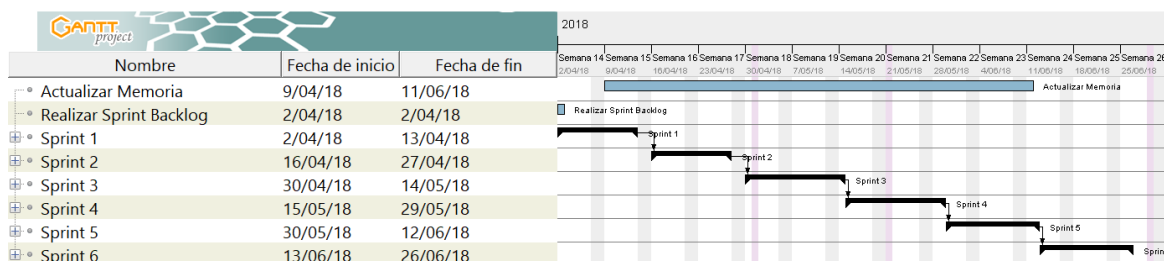 GANTT
project
2018
Nombre Fecha de inicio Fecha de fin
Semana 14 Semana 15 Semana 16 Semana 17 Semana 18 Semana 19 Semana 20 Semana 21 Semana 22 Semana 23 Semana 24 Semana 25 Semana 26
2/04/18 9/04/18 16/04/18 23/04/18 30/04/18 7/05/18 14/05/18 21/05/18 28/05/18 4/06/18 11/06/18 18/06/18 25/06/18
Actualizar Memoria 9/04/18 11/06/18 Actualizar Memoria
Realizar Sprint Backlog 2/04/18 2/04/18 Realizar Sprint Backlog
Sprint 1 2/04/18 13/04/18 Sprint 1
Sprint 2 16/04/18 27/04/18 Sprint 2
Sprint 3 30/04/18 14/05/18 Sprint 3
Sprint 4 15/05/18 29/05/18 Sprint 4
Sprint 5 30/05/18 12/06/18 Sprint 5
Sprint 6 13/06/18 26/06/18 Sprin